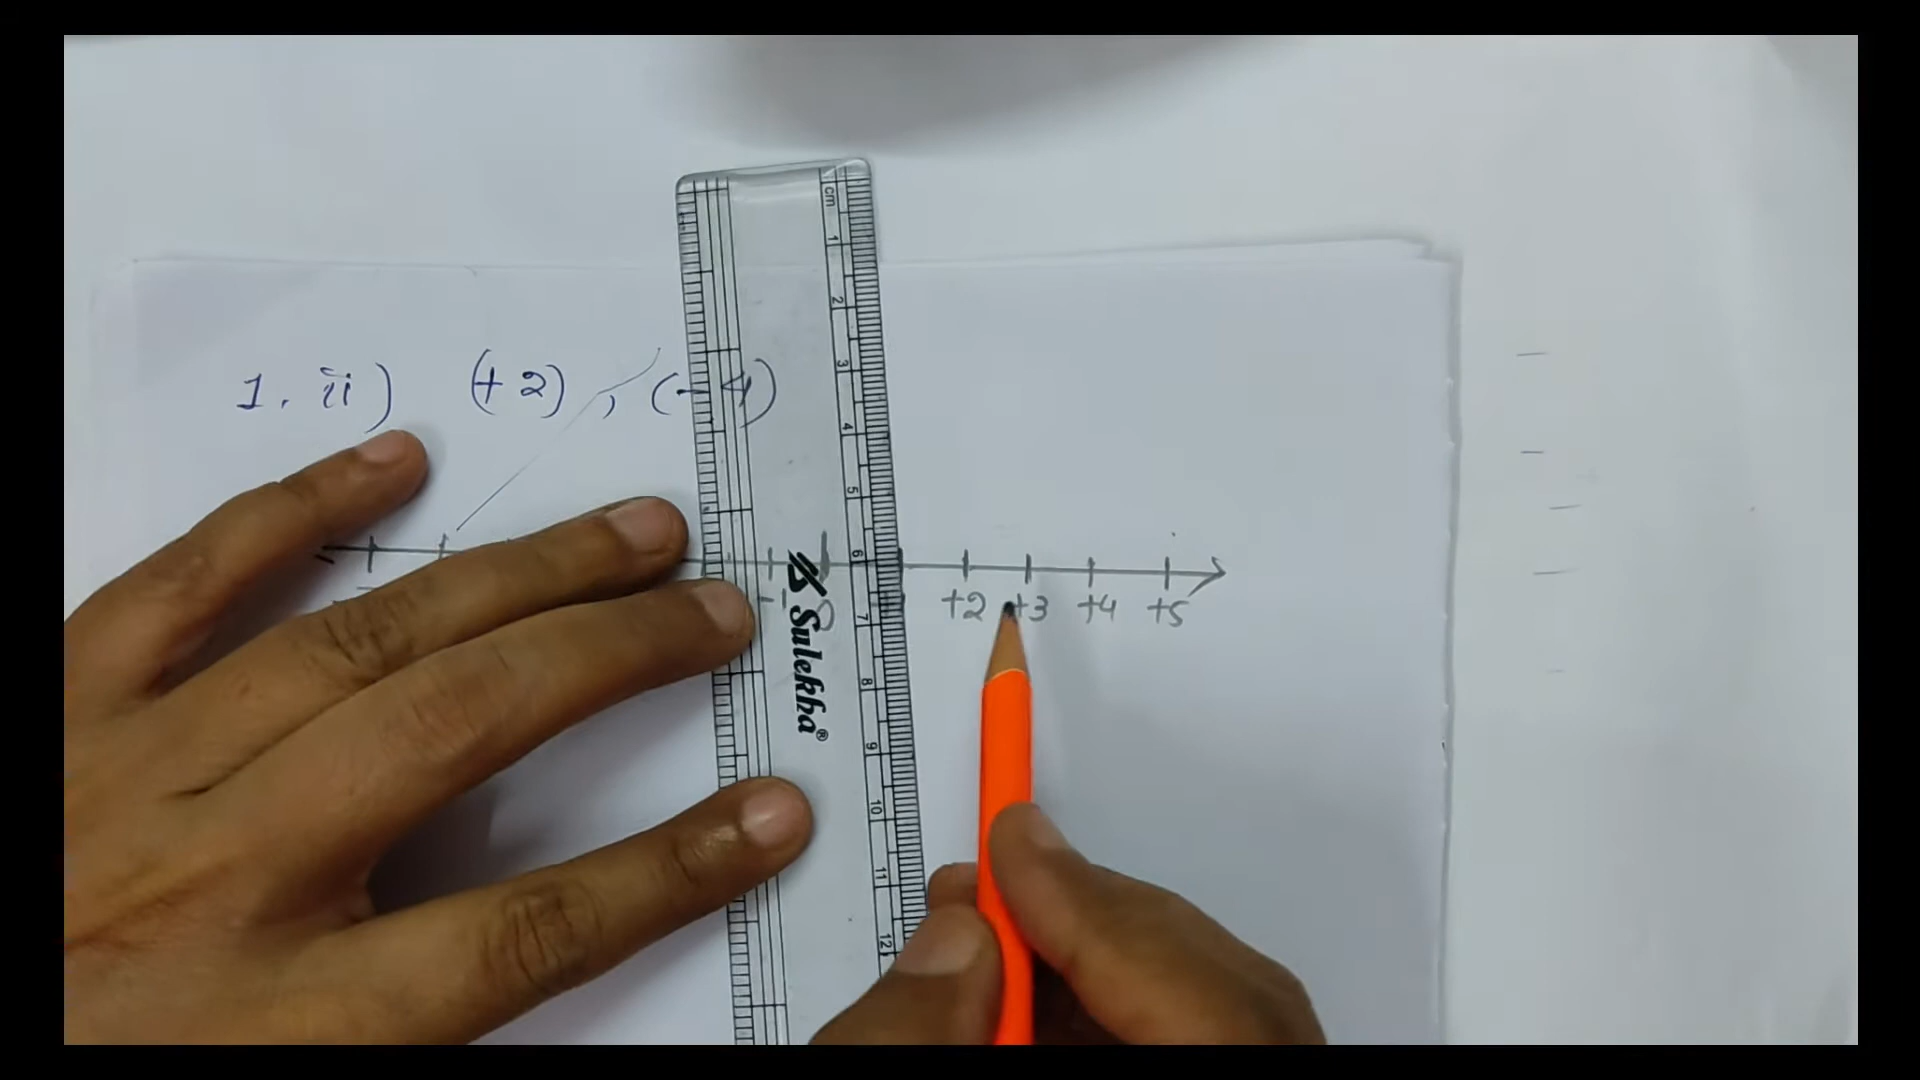 1. ii) (+2), (-4)
0 +2 +3 +4 +5
cm 1 2 3 4 5 6 7 8 9 10 11 12
Sulekha®